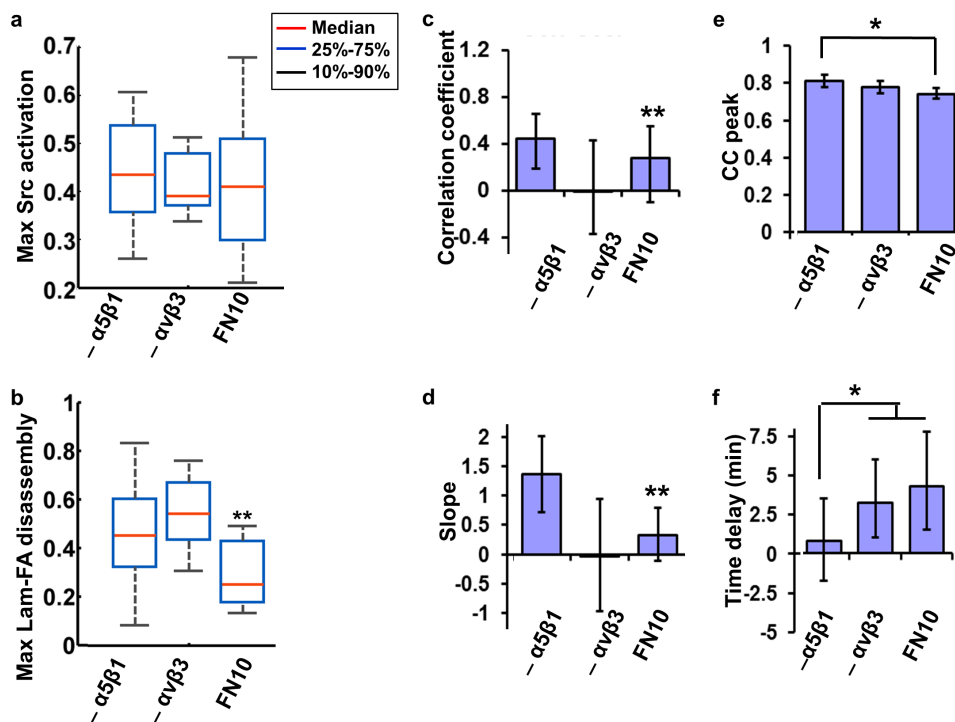 a
Median
25%-75%
10%-90%
Max Src activation
0.7
0.6
0.5
0.4
0.3
0.2
– α5β1
– αvβ3
FN10
b
Max Lam-FA disassembly
1
0.8
0.6
0.4
0.2
0
**
– α5β1
– αvβ3
FN10
c
Correlation coefficient
1.2
0.8
0.4
0
-0.4
**
– α5β1
– αvβ3
FN10
d
Slope
2
1.5
1
0.5
0
-0.5
-1
**
– α5β1
– αvβ3
FN10
e
CC peak
1
0.8
0.6
0.4
0.2
0
*
– α5β1
– αvβ3
FN10
f
Time delay (min)
7.5
5
2.5
0
-2.5
-5
*
–α5β1
– αvβ3
FN10